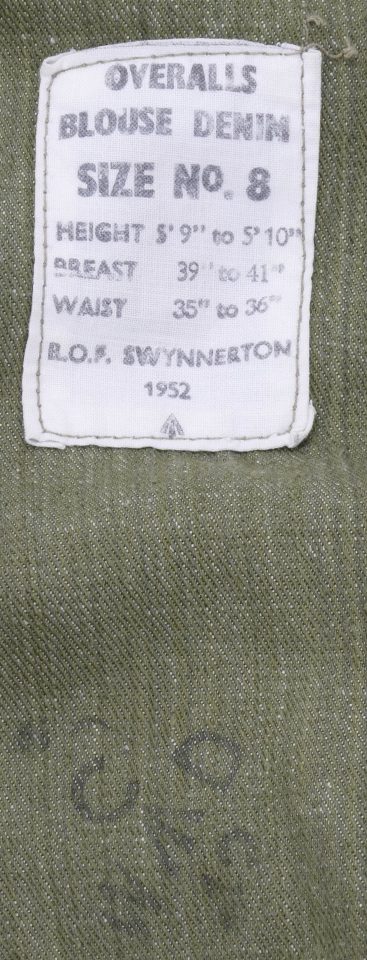 OVERALLS
BLOUSE DENIM
SIZE NO. 8
HEIGHT 5' 9" to 5' 10"
BREAST 39" to 41"
WAIST 35" to 36"
R.O.F. SWYNNERTON
1952